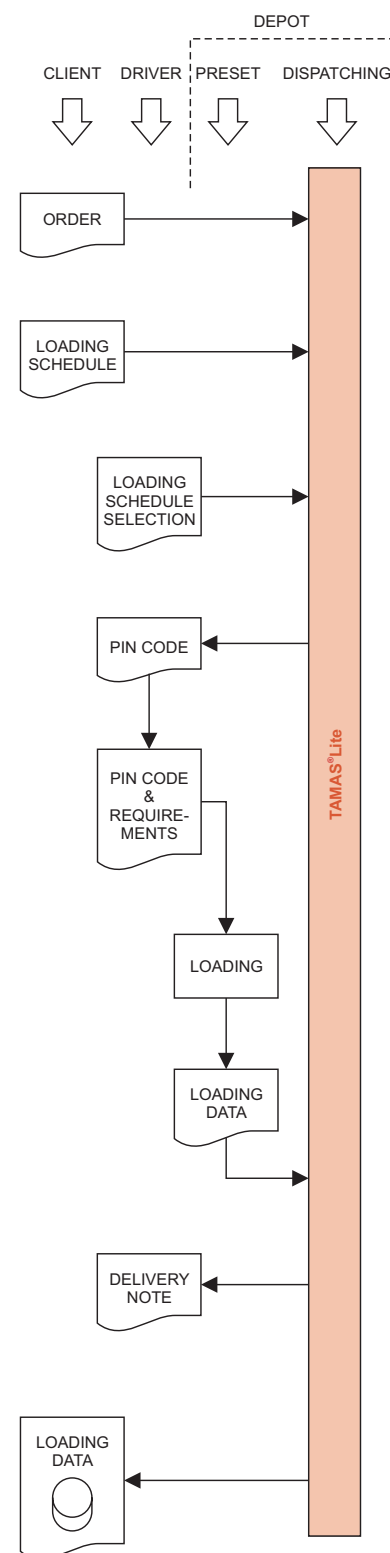 DEPOT
CLIENT DRIVER PRESET DISPATCHING
ORDER
LOADING
SCHEDULE
LOADING
SCHEDULE
SELECTION
PIN CODE
PIN CODE
&
REQUIRE-
MENTS
TAMAS®Lite
LOADING
LOADING
DATA
DELIVERY
NOTE
LOADING
DATA